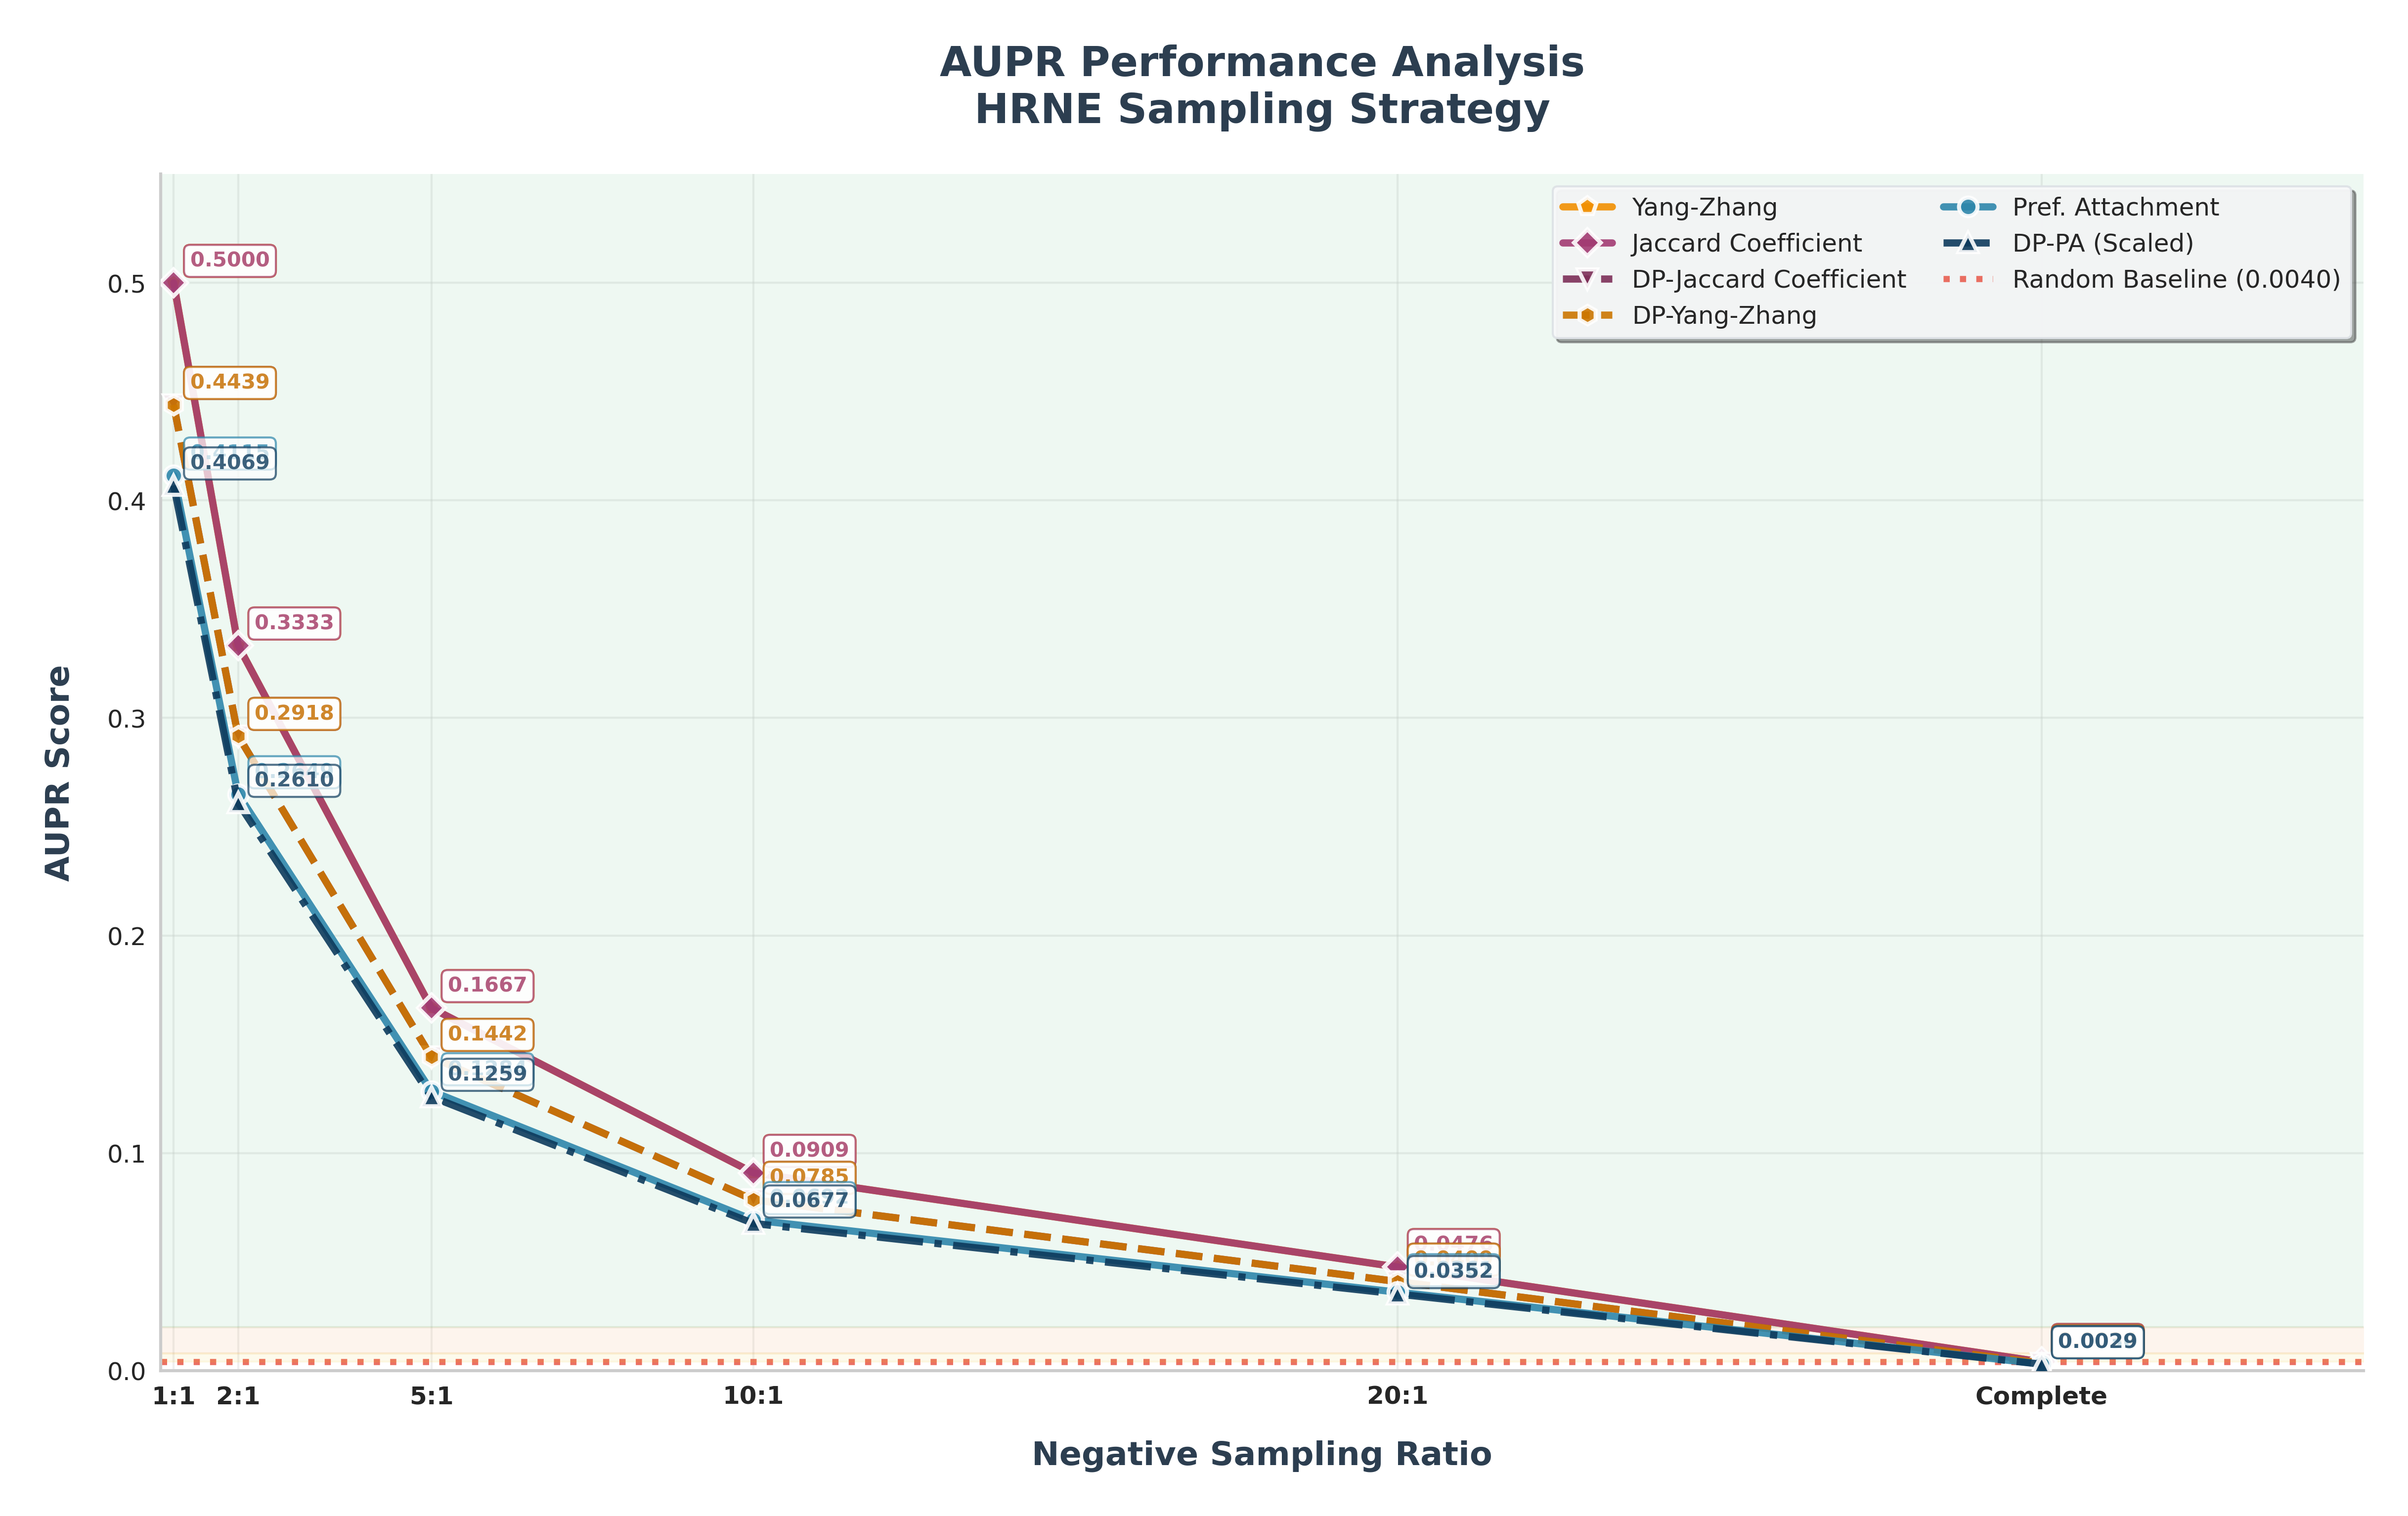 AUPR Performance Analysis
HRNE Sampling Strategy
Yang-Zhang
Jaccard Coefficient
DP-Jaccard Coefficient
DP-Yang-Zhang
Pref. Attachment
DP-PA (Scaled)
Random Baseline (0.0040)
AUPR Score
0.5
0.4
0.3
0.2
0.1
0.0
0.5000
0.4439
0.4069
0.3333
0.2918
0.2610
0.1667
0.1442
0.1259
0.0909
0.0785
0.0677
0.0476
0.0352
0.0029
1:1
2:1
5:1
10:1
20:1
Complete
Negative Sampling Ratio